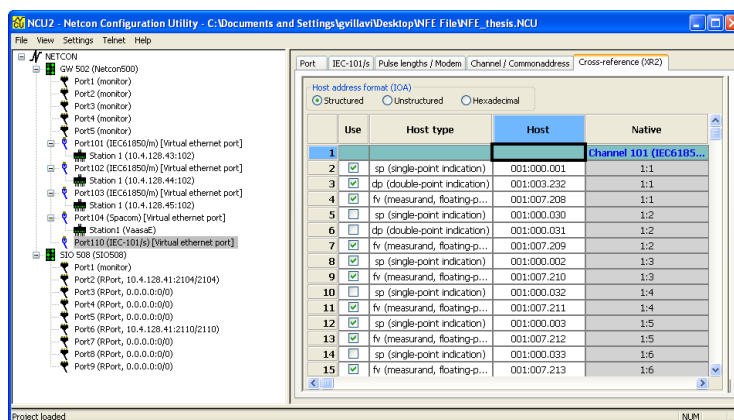 NCU2 - Netcon Configuration Utility - C:\Documents and Settings\gvillavi\Desktop\NFE File\NFE_thesis.NCU
File View Settings Telnet Help
NETCON
GW 502 (Netcon500)
Port1 (monitor)
Port2 (monitor)
Port3 (monitor)
Port4 (monitor)
Port5 (monitor)
Port101 (IEC61850/m) [Virtual ethernet port]
Station 1 (10.4.128.43:102)
Port102 (IEC61850/m) [Virtual ethernet port]
Station 1 (10.4.128.44:102)
Port103 (IEC61850/m) [Virtual ethernet port]
Station 1 (10.4.128.45:102)
Port104 (Spacom) [Virtual ethernet port]
Station1 (VaasaE)
Port110 (IEC-101/s) [Virtual ethernet port]
SIO 508 (SIO508)
Port1 (monitor)
Port2 (RPort, 10.4.128.41:2104/2104)
Port3 (RPort, 0.0.0.0:0/0)
Port4 (RPort, 0.0.0.0:0/0)
Port5 (RPort, 0.0.0.0:0/0)
Port6 (RPort, 10.4.128.41:2110/2110)
Port7 (RPort, 0.0.0.0:0/0)
Port8 (RPort, 0.0.0.0:0/0)
Port9 (RPort, 0.0.0.0:0/0)
Port IEC-101/s Pulse lengths / Modem Channel / Commonaddress Cross-reference (XR2)
Host address format (IOA)
Structured Unstructured Hexadecimal
Use Host type Host Native
1 Channel 101 (IEC6185...
2 sp (single-point indication) 001:000.001 1:1
3 dp (double-point indication) 001:003.232 1:1
4 fv (measurand, floating-p... 001:007.208 1:1
5 sp (single-point indication) 001:000.030 1:2
6 dp (double-point indication) 001:000.031 1:2
7 fv (measurand, floating-p... 001:007.209 1:2
8 sp (single-point indication) 001:000.002 1:3
9 fv (measurand, floating-p... 001:007.210 1:3
10 sp (single-point indication) 001:000.032 1:4
11 fv (measurand, floating-p... 001:007.211 1:4
12 sp (single-point indication) 001:000.003 1:5
13 fv (measurand, floating-p... 001:007.212 1:5
14 sp (single-point indication) 001:000.033 1:6
15 fv (measurand, floating-p... 001:007.213 1:6
Project loaded NUM